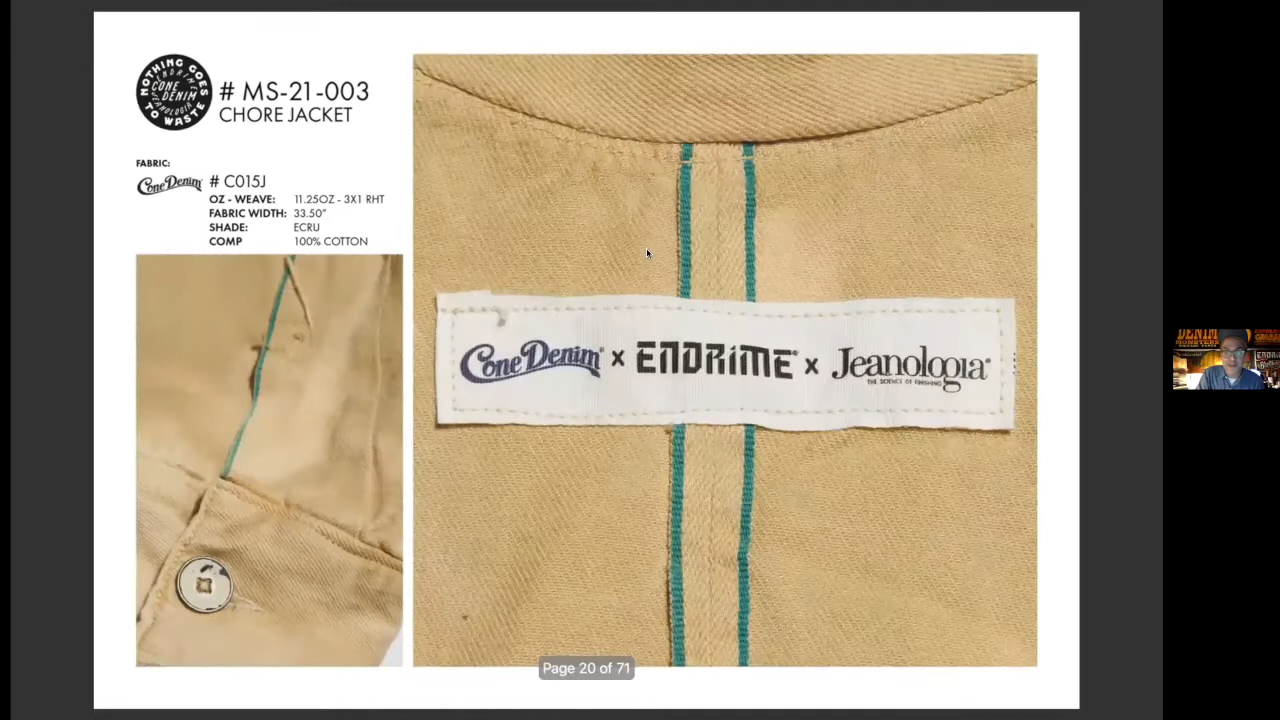 NOTHING GOES
TO WASTE
ENDRIME
CONE
DENIM
JEANOLOGIA
# MS-21-003
CHORE JACKET
FABRIC:
Cone Denim # C015J
OZ - WEAVE: 11.25OZ - 3X1 RHT
FABRIC WIDTH: 33.50"
SHADE: ECRU
COMP 100% COTTON
Cone Denim® x ENDRIME® x Jeanologia®
THE SCIENCE OF FINISHING
Page 20 of 71
DENIM